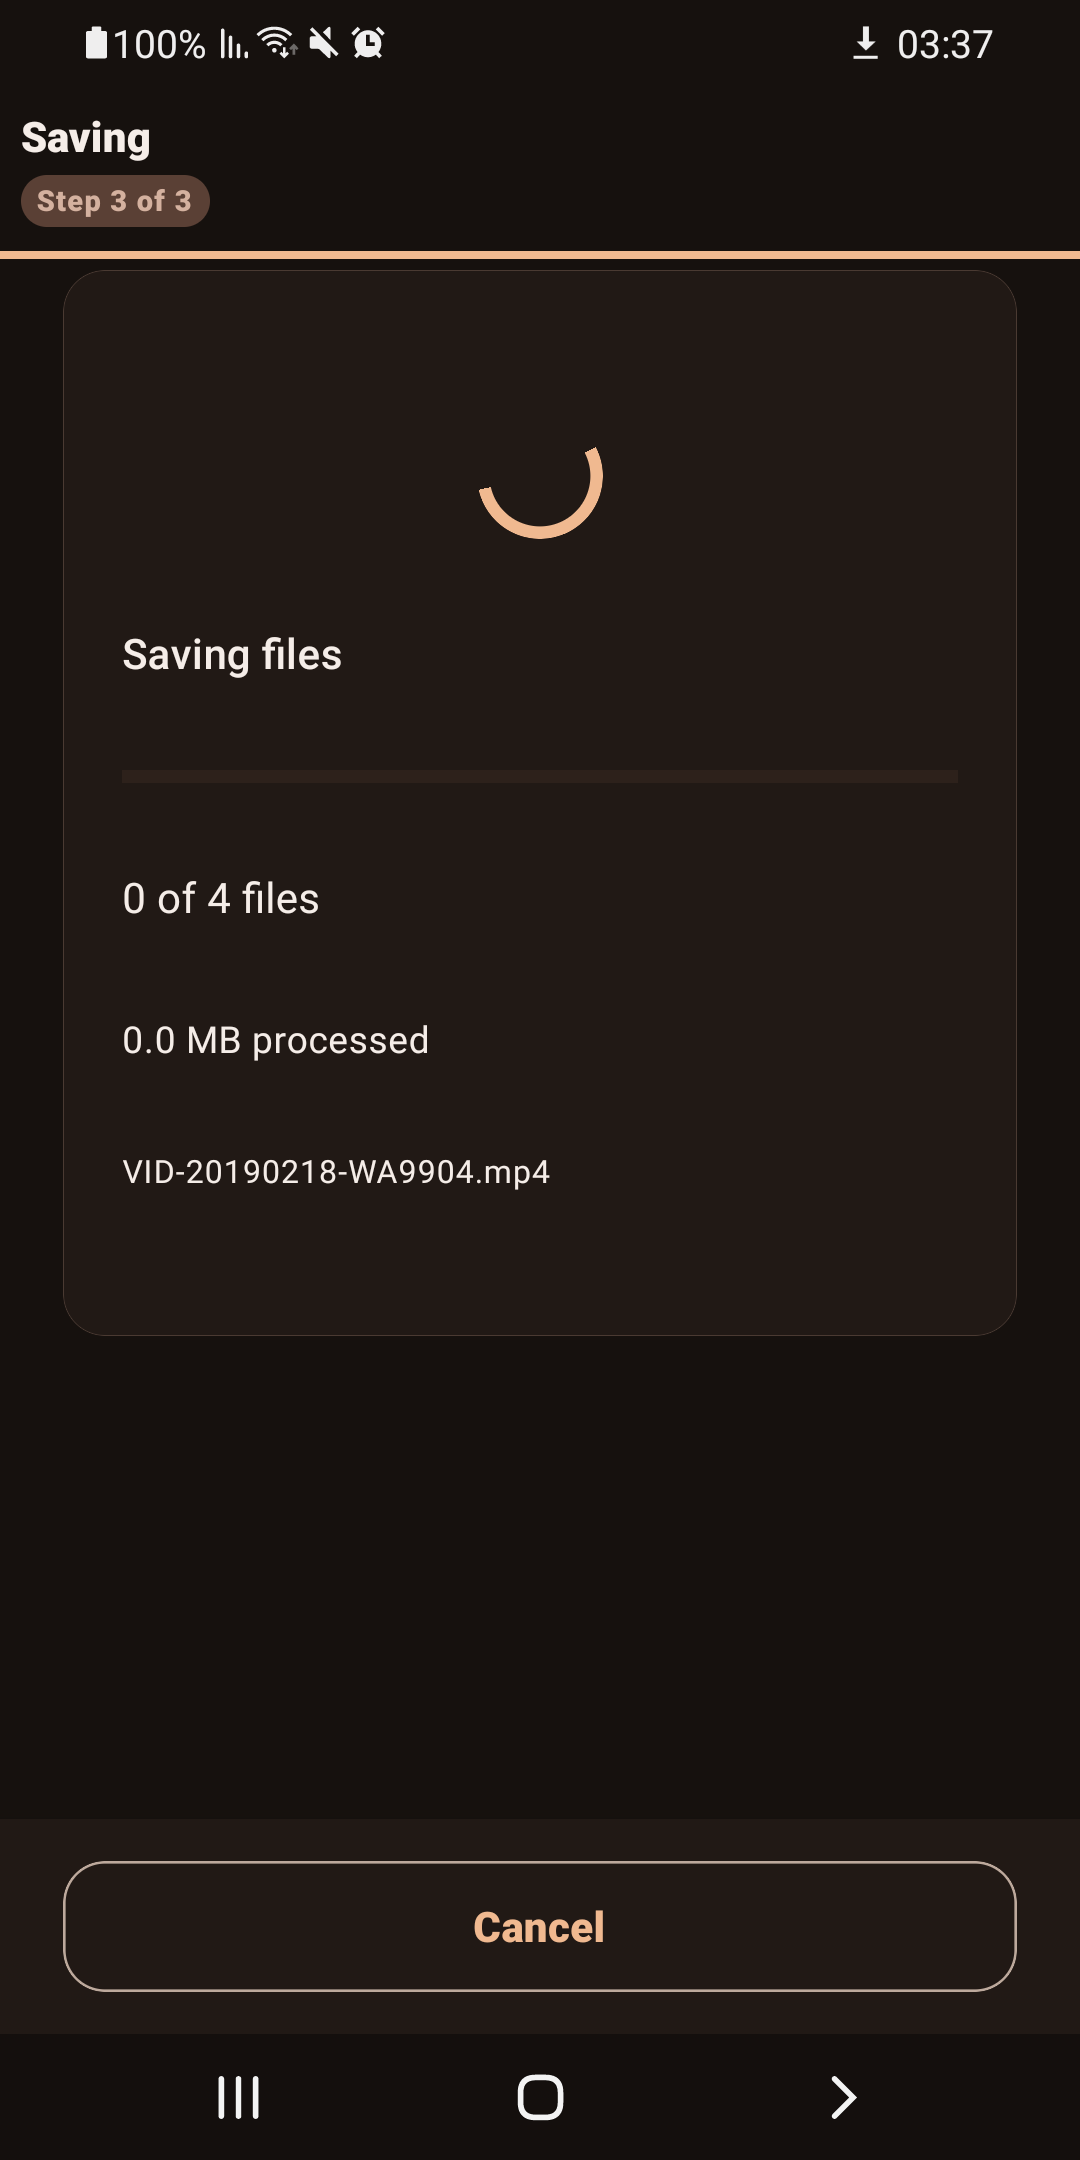 100% 03:37
Saving
Step 3 of 3
Saving files
0 of 4 files
0.0 MB processed
VID-20190218-WA9904.mp4
Cancel